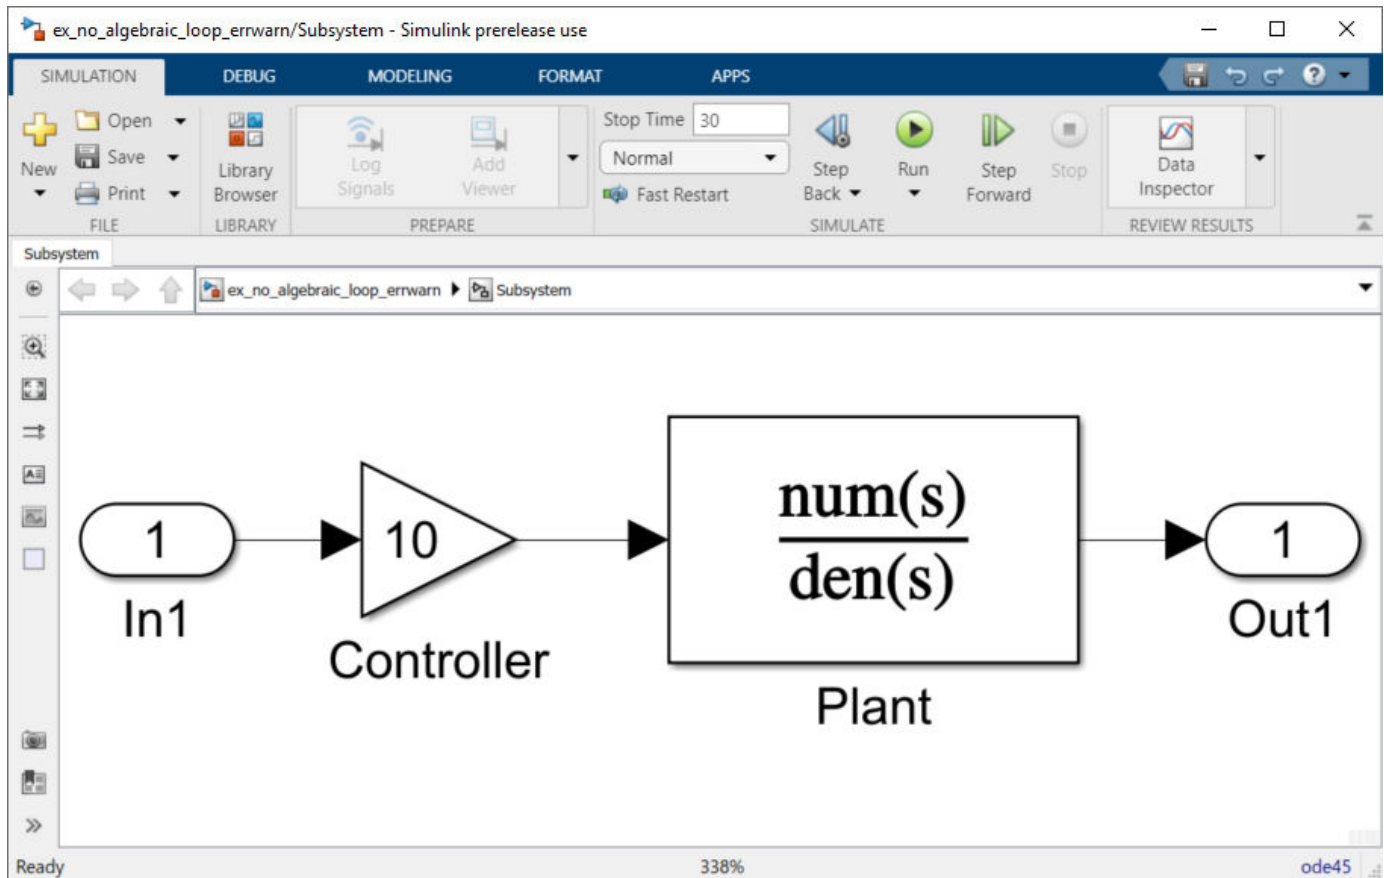 ex_no_algebraic_loop_errwarn/Subsystem - Simulink prerelease use
SIMULATION DEBUG MODELING FORMAT APPS
New
Open
Save
Print
FILE
Library
Browser
LIBRARY
Log
Signals
Add
Viewer
PREPARE
Stop Time 30
Normal
Fast Restart
Step
Back
Run
Step
Forward
Stop
SIMULATE
Data
Inspector
REVIEW RESULTS
Subsystem
ex_no_algebraic_loop_errwarn Subsystem
1
In1
10
Controller
num(s)
den(s)
Plant
1
Out1
Ready 338% ode45